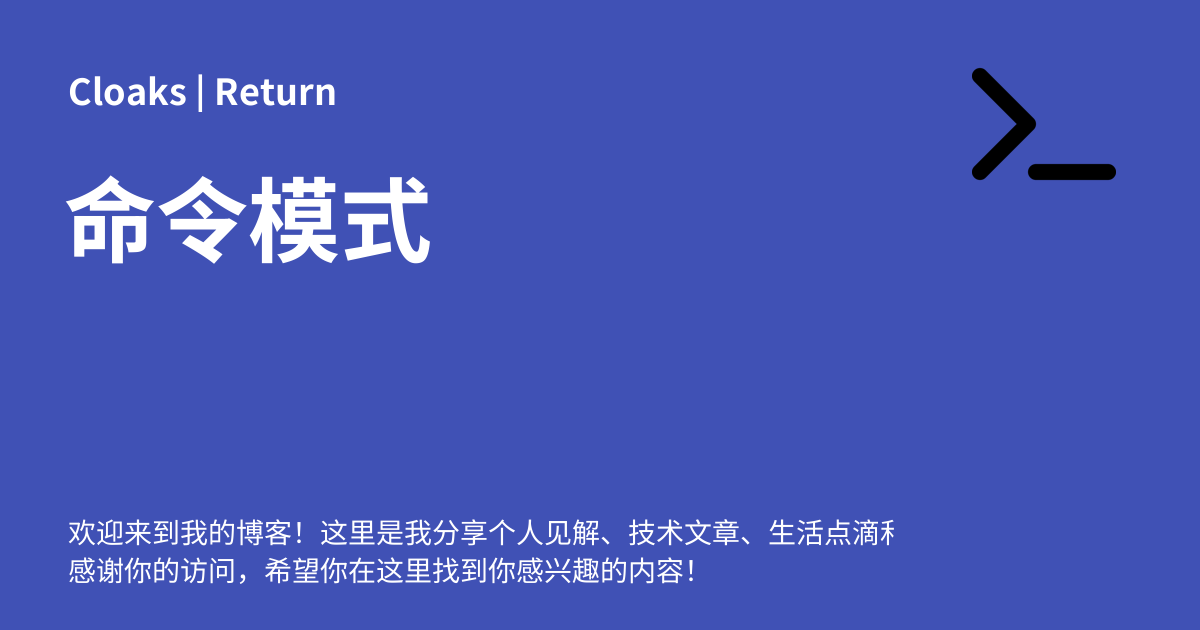 Cloaks | Return
命令模式
欢迎来到我的博客！这里是我分享个人见解、技术文章、生活点滴
感谢你的访问，希望你在这里找到你感兴趣的内容！